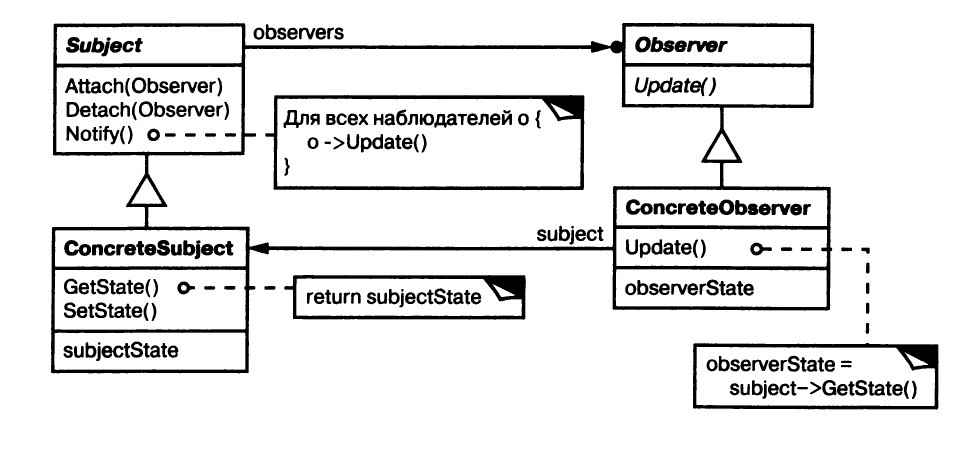 Subject
Attach(Observer)
Detach(Observer)
Notify()
observers
Observer
Update()
Для всех наблюдателей o {
o ->Update()
}
ConcreteSubject
GetState()
SetState()
subjectState
return subjectState
subject
ConcreteObserver
Update()
observerState
observerState =
subject->GetState()